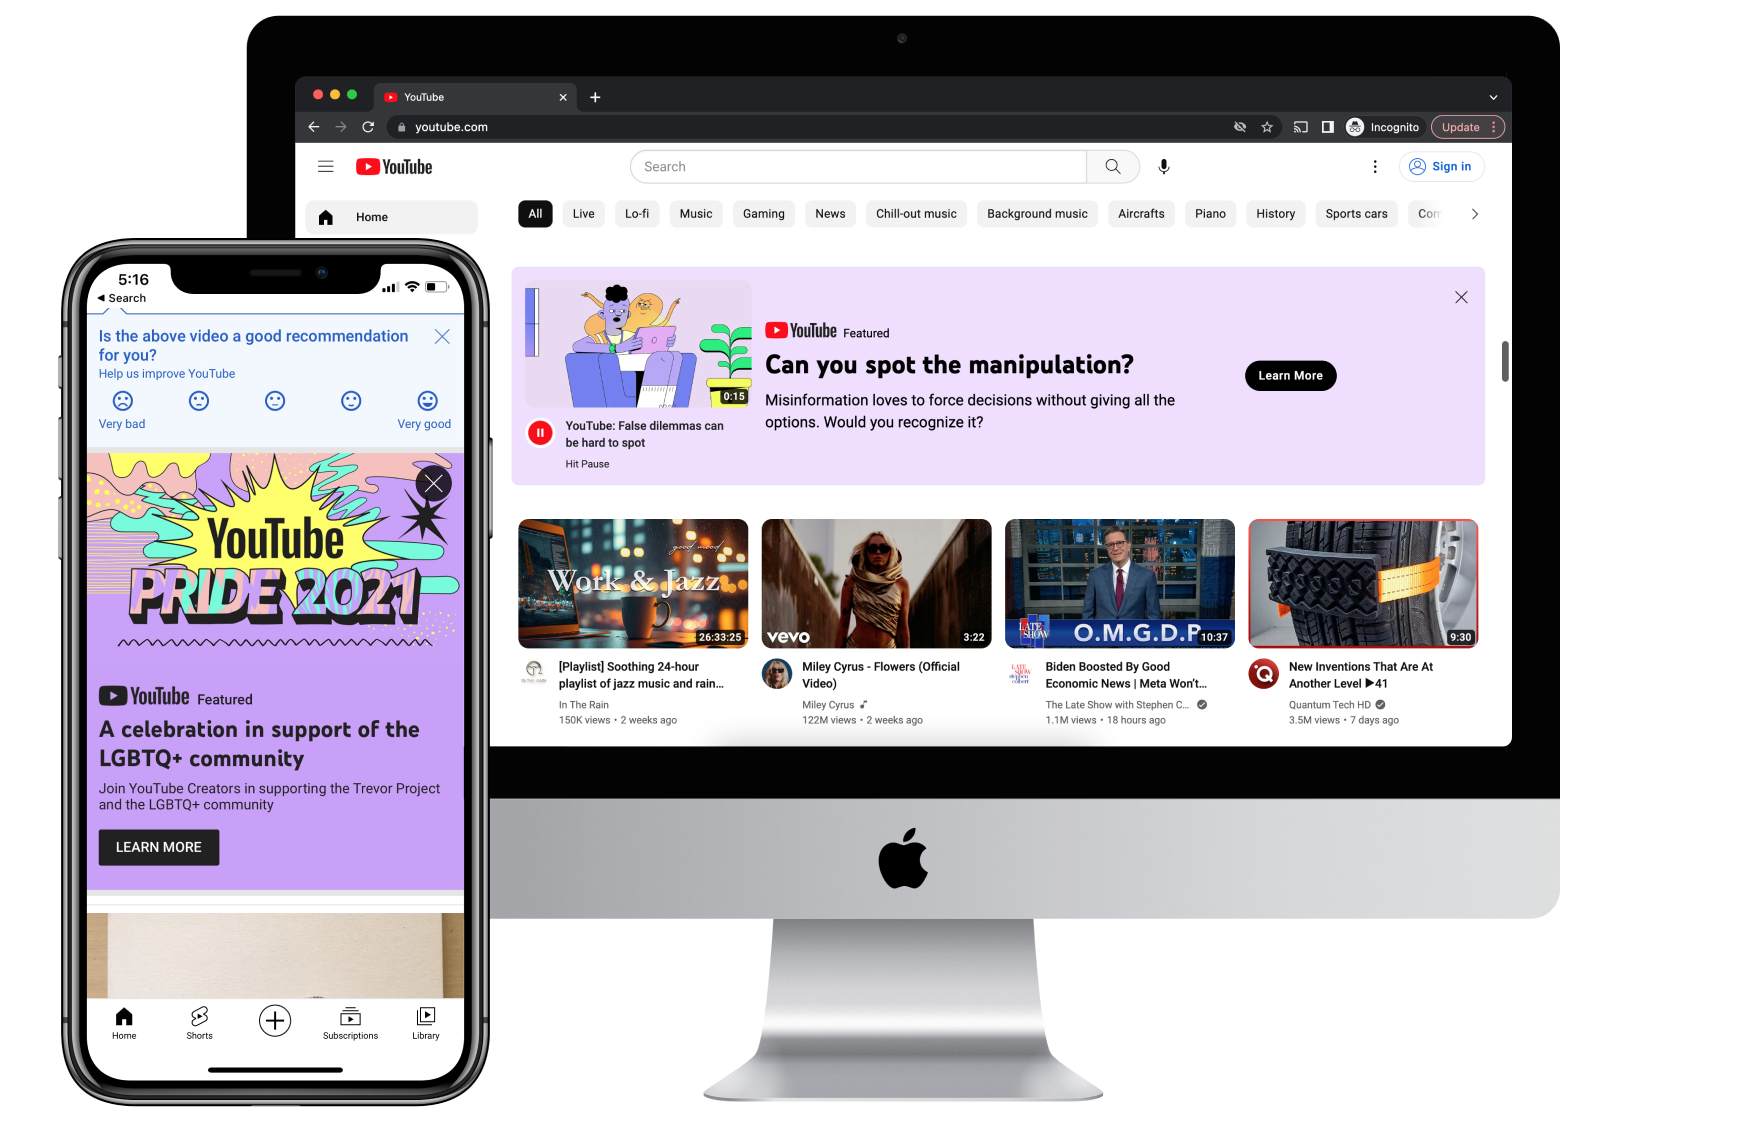 YouTube
youtube.com
Incognito
Update
YouTube
Search
Sign in
Home
All
Live
Lo-fi
Music
Gaming
News
Chill-out music
Background music
Aircrafts
Piano
History
Sports cars
0:15
YouTube: False dilemmas can
be hard to spot
Hit Pause
YouTube Featured
Can you spot the manipulation?
Misinformation loves to force decisions without giving all the
options. Would you recognize it?
Learn More
good mood
Work & Jazz
26:33:25
[Playlist] Soothing 24-hour
playlist of jazz music and rain...
In The Rain
150K views • 2 weeks ago
vevo
3:22
Miley Cyrus - Flowers (Official
Video)
Miley Cyrus
122M views • 2 weeks ago
LATE
SHOW
O.M.G.D.P
10:37
Biden Boosted By Good
Economic News | Meta Won't...
The Late Show with Stephen C...
1.1M views • 18 hours ago
9:30
New Inventions That Are At
Another Level ▶41
Quantum Tech HD
3.5M views • 7 days ago
5:16
◀ Search
Is the above video a good recommendation
for you?
Help us improve YouTube
Very bad
Very good
YouTube
PRIDE 2021
YouTube Featured
A celebration in support of the
LGBTQ+ community
Join YouTube Creators in supporting the Trevor Project
and the LGBTQ+ community
LEARN MORE
Home
Shorts
Subscriptions
Library